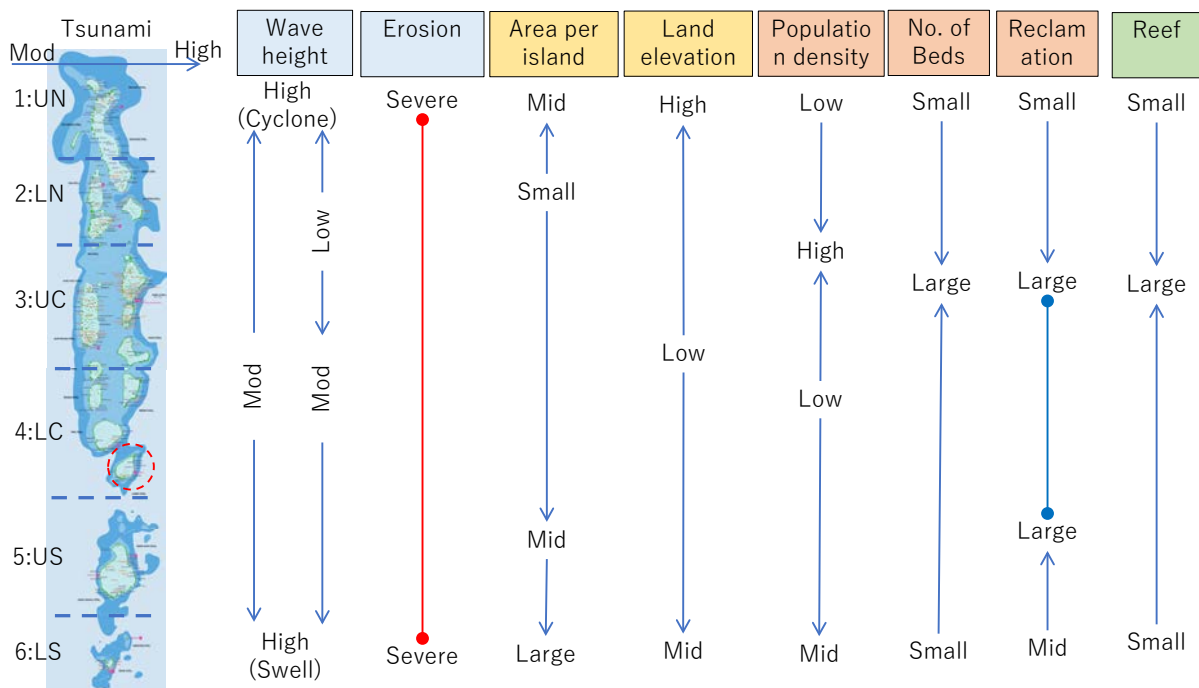 Tsunami
Mod
High
Wave
height
Erosion
Area per
island
Land
elevation
Populatio
n density
No. of
Beds
Reclam
ation
Reef
1:UN
High
(Cyclone)
Severe
Mid
High
Low
Small
Small
Small
2:LN
Low
Small
High
3:UC
Large
Large
Large
Mod
Mod
Low
Low
4:LC
5:US
Mid
Large
6:LS
High
(Swell)
Severe
Large
Mid
Mid
Small
Mid
Small